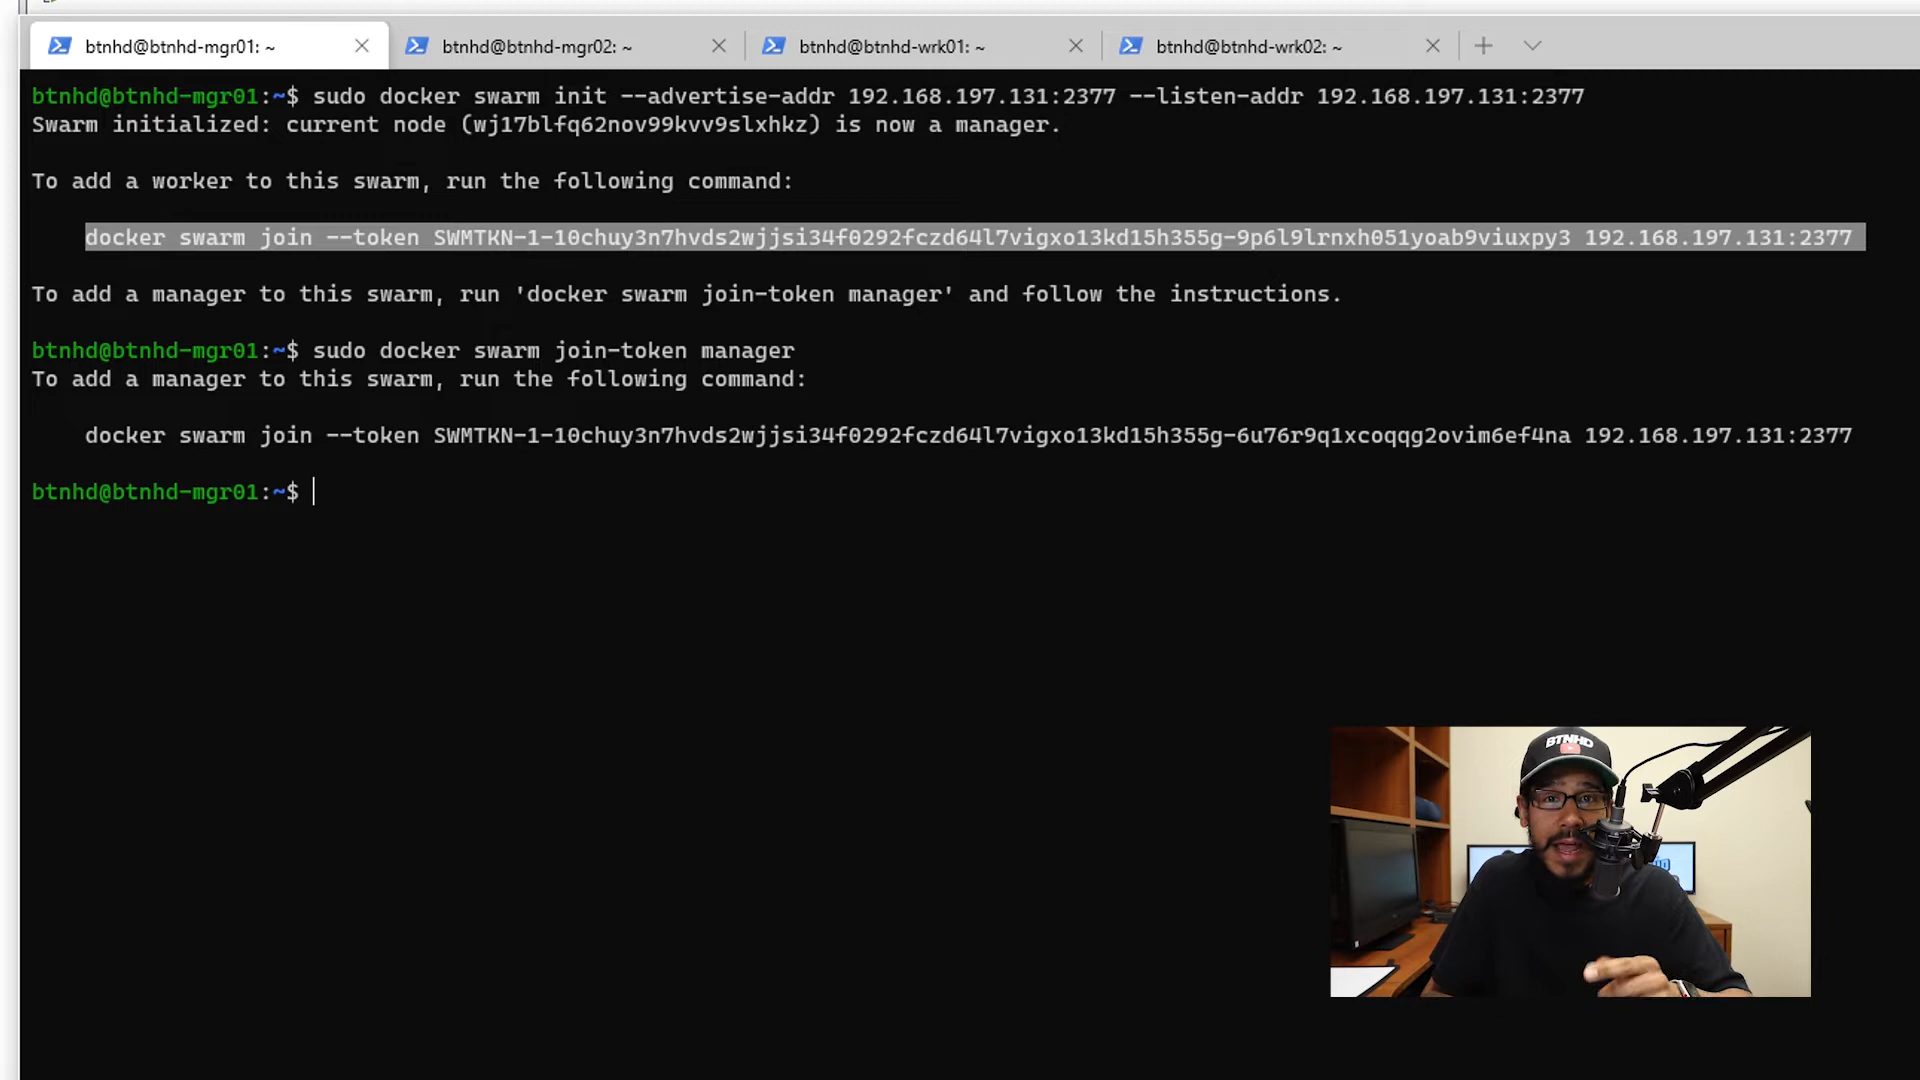 btnhd@btnhd-mgr01: ~
btnhd@btnhd-mgr02: ~
btnhd@btnhd-wrk01: ~
btnhd@btnhd-wrk02: ~
btnhd@btnhd-mgr01:~$ sudo docker swarm init --advertise-addr 192.168.197.131:2377 --listen-addr 192.168.197.131:2377
Swarm initialized: current node (wj17blfq62nov99kvv9slxhkz) is now a manager.
To add a worker to this swarm, run the following command:
docker swarm join --token SWMTKN-1-10chuy3n7hvds2wjjsi34f0292fczd64l7vigxo13kd15h355g-9p6l9lrnxh051yoab9viuxpy3 192.168.197.131:2377
To add a manager to this swarm, run 'docker swarm join-token manager' and follow the instructions.
btnhd@btnhd-mgr01:~$ sudo docker swarm join-token manager
To add a manager to this swarm, run the following command:
docker swarm join --token SWMTKN-1-10chuy3n7hvds2wjjsi34f0292fczd64l7vigxo13kd15h355g-6u76r9q1xcoqqg2ovim6ef4na 192.168.197.131:2377
btnhd@btnhd-mgr01:~$
BTNHD